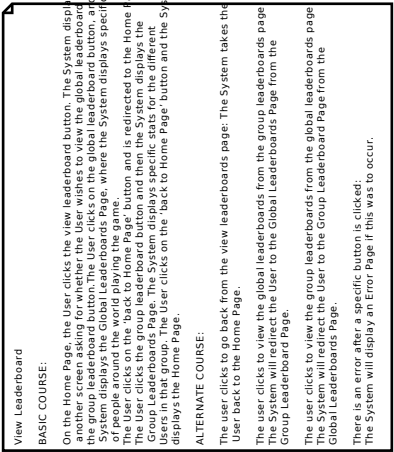 View Leaderboard
BASIC COURSE:
On the Home Page, the User clicks the view leaderboard button. The System displa
another screen asking for whether the User wishes to view the global leaderboard
the group leaderboard button.The User clicks on the global leaderboard button, and
System displays the Global Leaderboards Page, where the System displays specific
of people around the world playing the game.
The User clicks on the 'back to Home Page' button and is redirected to the Home P
The User clicks the group leaderboard button and then the System displays the
Group Leaderboards Page. The System displays specific stats for the different
Users in that group. The User clicks on the 'back to Home Page' button and the Sys
displays the Home Page.
ALTERNATE COURSE:
The user clicks to go back from the view leaderboards page: The System takes the
User back to the Home Page.
The user clicks to view the global leaderboards from the group leaderboards page
The System will redirect the User to the Global Leaderboards Page from the
Group Leaderboard Page.
The user clicks to view the group leaderboards from the global leaderboards page
The System will redirect the User to the Group Leaderboard Page from the
Global Leaderboards Page.
There is an error after a specific button is clicked:
The System will display an Error Page if this was to occur.